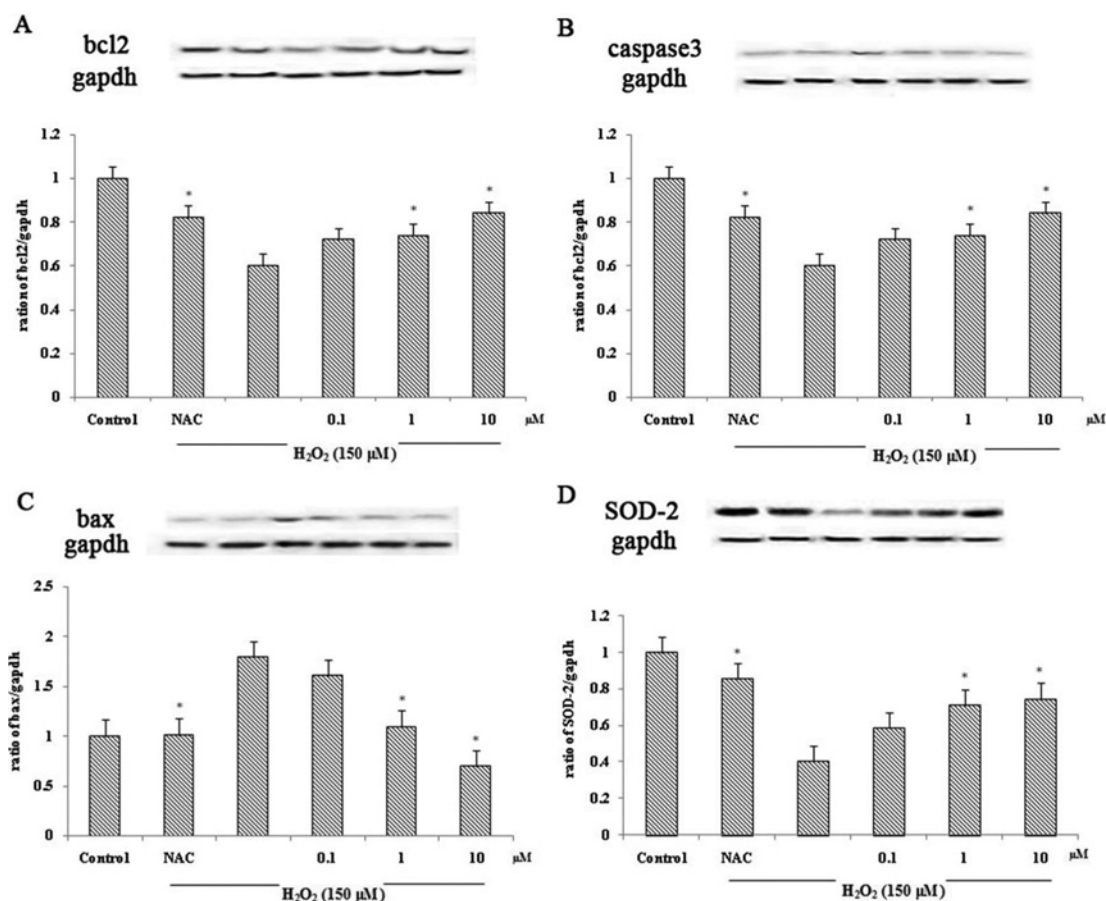 A
bcl2
gapdh
ration of bcl2/gapdh
1.2
1
0.8
0.6
0.4
0.2
0
*
*
*
Control
NAC
0.1
1
10
μM
H₂O₂ (150 μM)
B
caspase3
gapdh
ration of bcl2/gapdh
1.2
1
0.8
0.6
0.4
0.2
0
*
*
*
Control
NAC
0.1
1
10
μM
H₂O₂ (150 μM)
C
bax
gapdh
ratio of bax/gapdh
2.5
2
1.5
1
0.5
0
*
*
*
Control
NAC
0.1
1
10
μM
H₂O₂ (150 μM)
D
SOD-2
gapdh
ratio of SOD-2/gapdh
1.2
1
0.8
0.6
0.4
0.2
0
*
*
*
Control
NAC
0.1
1
10
μM
H₂O₂ (150 μM)